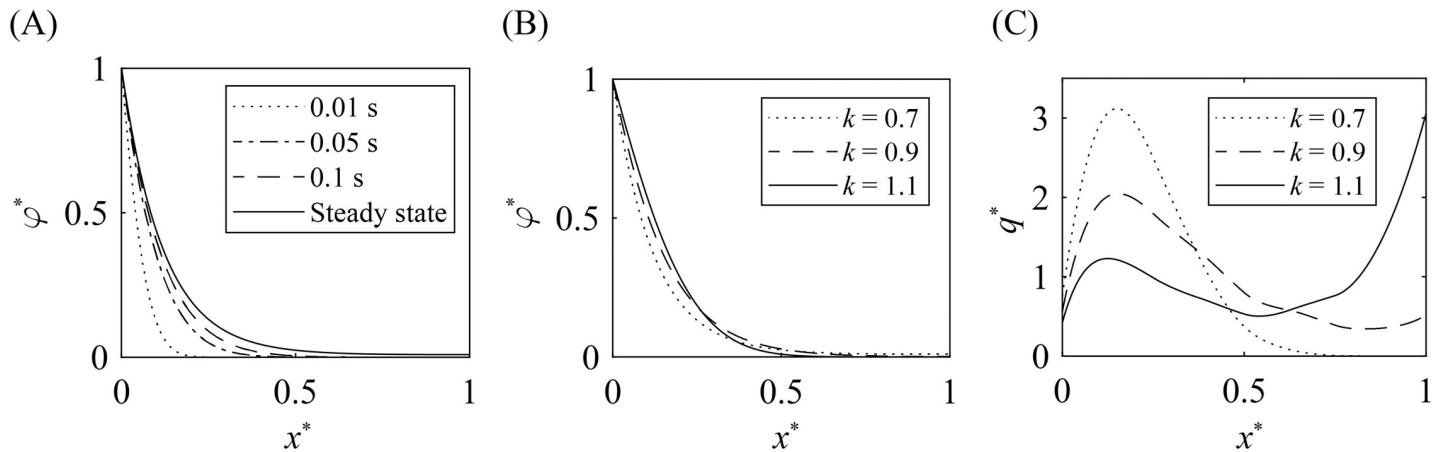 (A)
1
0.5
0
φ*
0.01 s
0.05 s
0.1 s
Steady state
0
0.5
1
x*
(B)
1
0.5
0
φ*
k = 0.7
k = 0.9
k = 1.1
0
0.5
1
x*
(C)
3
2
1
0
q*
k = 0.7
k = 0.9
k = 1.1
0
0.5
1
x*